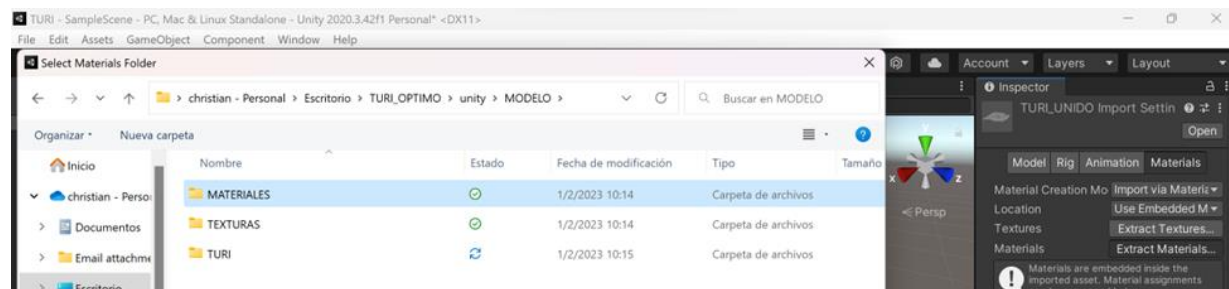 TURI - SampleScene - PC, Mac & Linux Standalone - Unity 2020.3.42f1 Personal* <DX11>
File Edit Assets GameObject Component Window Help
Select Materials Folder
Account Layers Layout
> christian - Personal > Escritorio > TURI_OPTIMO > unity > MODELO >
Buscar en MODELO
Inspector
TURI_UNIDO Import Settin
Open
Organizar Nueva carpeta
Inicio
Nombre Estado Fecha de modificación Tipo Tamaño
Model Rig Animation Materials
christian - Perso
MATERIALES 1/2/2023 10:14 Carpeta de archivos
x z
Material Creation Mo Import via Materia
Documentos
TEXTURAS 1/2/2023 10:14 Carpeta de archivos
< Persp
Location Use Embedded M
Textures Extract Textures...
Email attachme
TURI 1/2/2023 10:15 Carpeta de archivos
Materials Extract Materials...
Materials are embedded inside the
imported asset. Material assignments
Escritorio